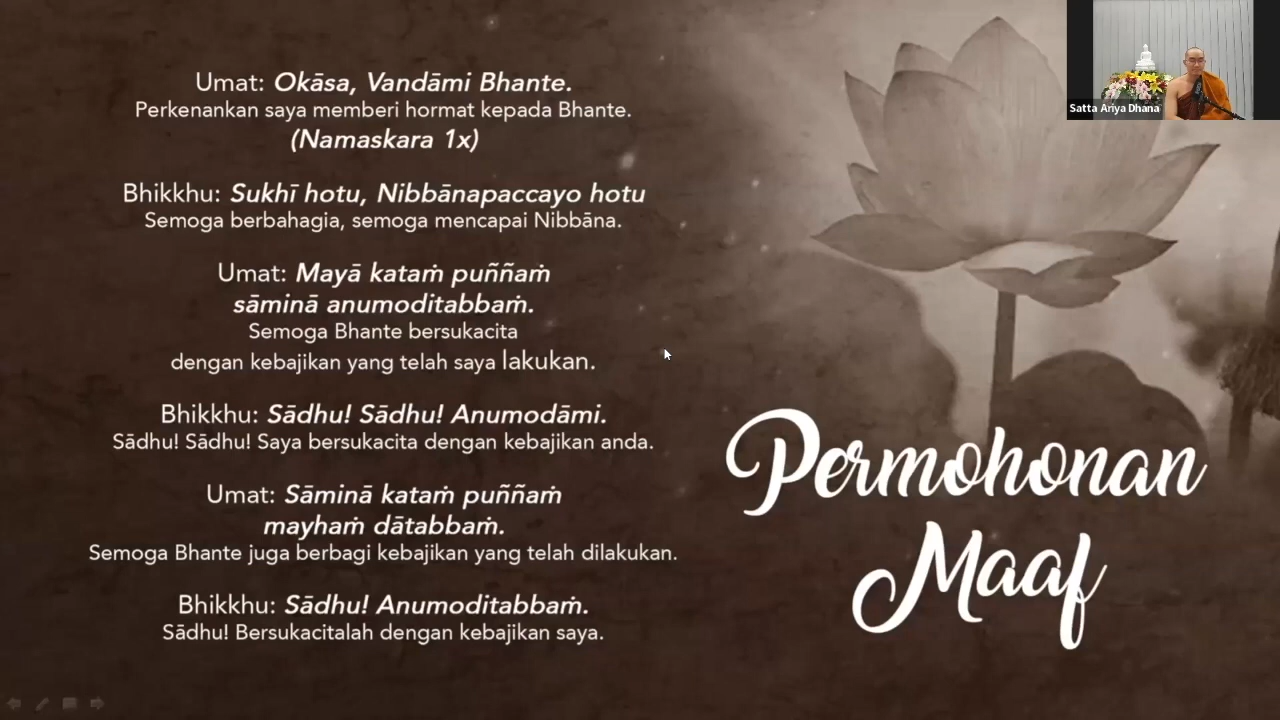 Umat: Okāsa, Vandāmi Bhante.
Perkenankan saya memberi hormat kepada Bhante.
(Namaskara 1x)
Bhikkhu: Sukhī hotu, Nibbānapaccayo hotu
Semoga berbahagia, semoga mencapai Nibbāna.
Umat: Mayā kataṁ puññaṁ
sāminā anumoditabbaṁ.
Semoga Bhante bersukacita
dengan kebajikan yang telah saya lakukan.
Bhikkhu: Sādhu! Sādhu! Anumodāmi.
Sādhu! Sādhu! Saya bersukacita dengan kebajikan anda.
Umat: Sāminā kataṁ puññaṁ
mayhaṁ dātabbaṁ.
Semoga Bhante juga berbagi kebajikan yang telah dilakukan.
Bhikkhu: Sādhu! Anumoditabbaṁ.
Sādhu! Bersukacitalah dengan kebajikan saya.
Permohonan
Maaf
Satta Ariya Dhana